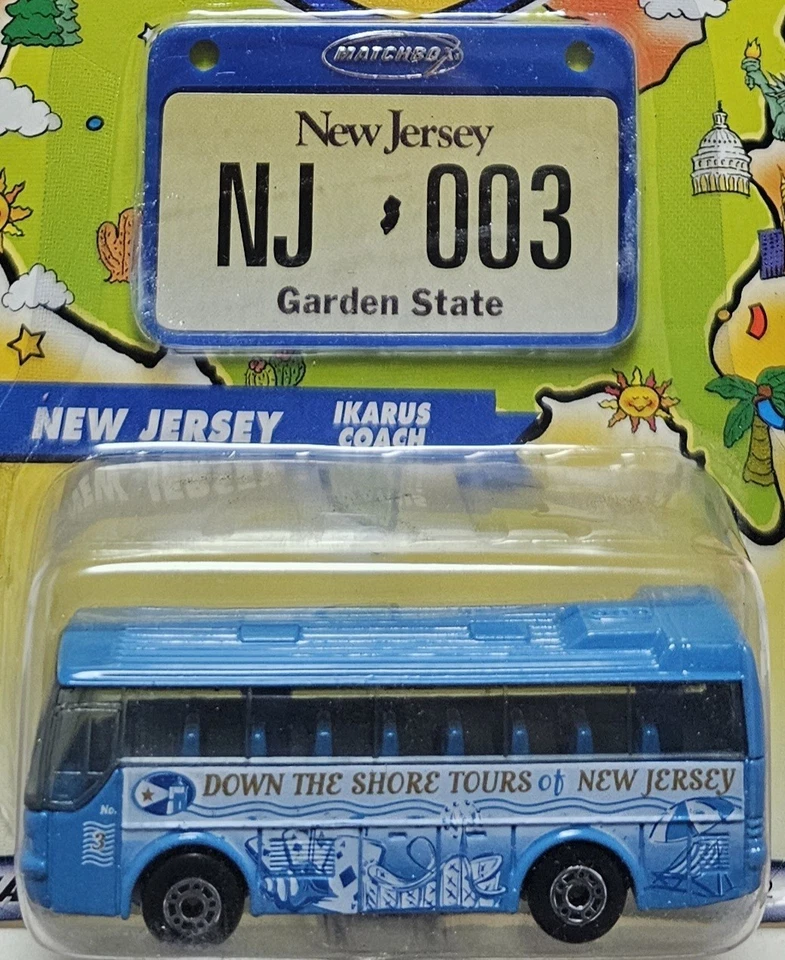 MATCHBOX
New Jersey
NJ 003
Garden State
NEW JERSEY
IKARUS
COACH
DOWN THE SHORE TOURS of NEW JERSEY
No.
3